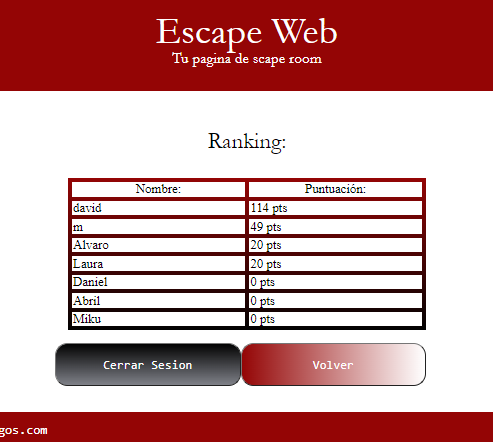 Escape Web
Tu pagina de scape room
Ranking:
Nombre: Puntuación:
david 114 pts
m 49 pts
Alvaro 20 pts
Laura 20 pts
Daniel 0 pts
Abril 0 pts
Miku 0 pts
Cerrar Sesion Volver
gos.com